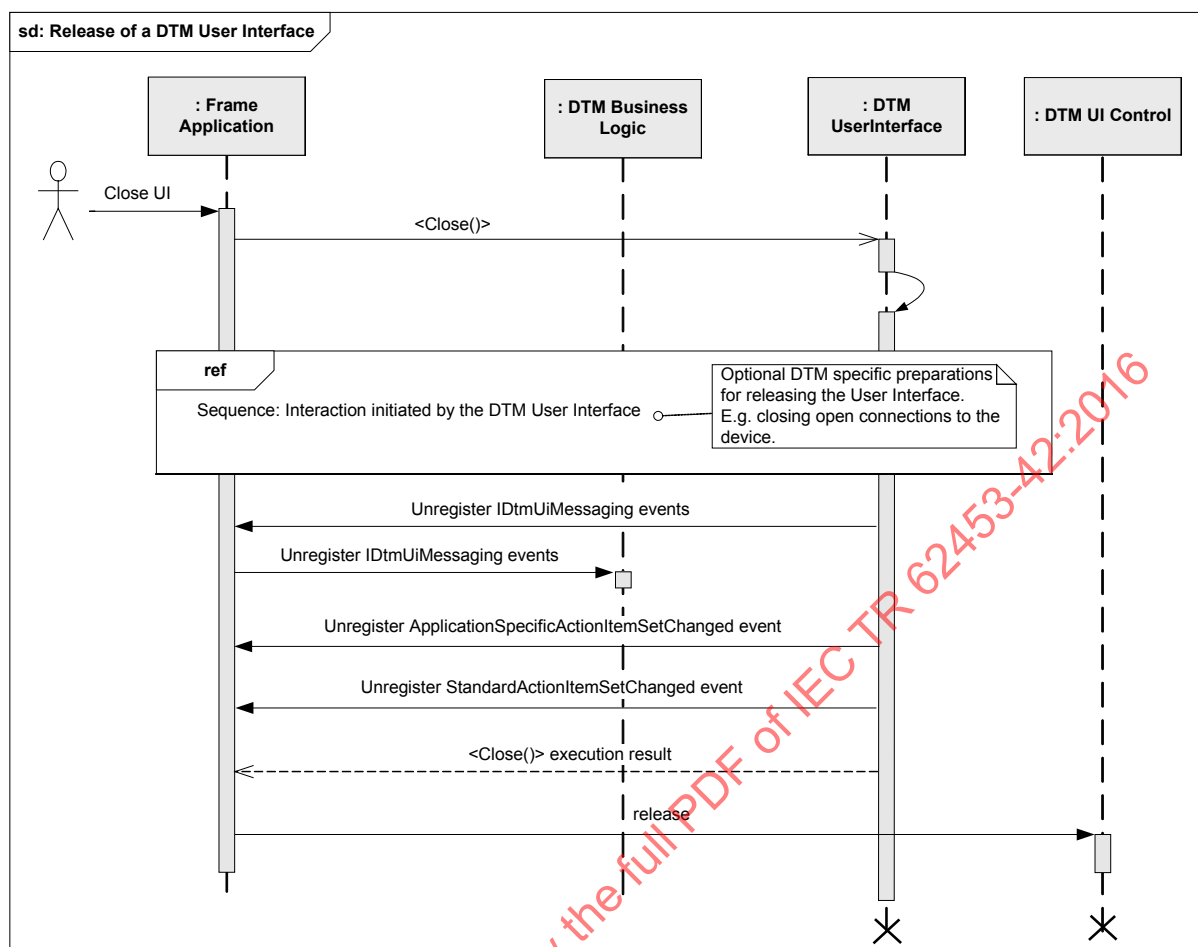 sd: Release of a DTM User Interface
: Frame
Application
: DTM Business
Logic
: DTM
UserInterface
: DTM UI Control
Close UI
<Close()>
ref
Sequence: Interaction initiated by the DTM User Interface
Optional DTM specific preparations
for releasing the User Interface.
E.g. closing open connections to the
device.
Unregister IDtmUiMessaging events
Unregister IDtmUiMessaging events
Unregister ApplicationSpecificActionItemSetChanged event
Unregister StandardActionItemSetChanged event
<Close()> execution result
release
the full PDF of IEC TR 62453-42:2016